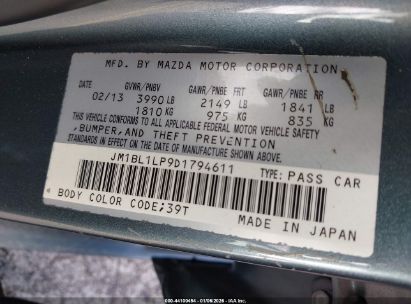 MFD. BY MAZDA MOTOR CORPORATION
DATE GVWR/PNBV GAWR/PNBE FRT GAWR/PNBE RR
02/13 3990 LB 2149 LB 1841 LB
1810 KG 975 KG 835 KG
THIS VEHICLE CONFORMS TO ALL APPLICABLE FEDERAL MOTOR VEHICLE SAFETY
, BUMPER, AND THEFT PREVENTION
STANDARDS IN EFFECT ON THE DATE OF MANUFACTURE SHOWN ABOVE.
JM1BL1LP9D1794611 TYPE: PASS CAR
BODY COLOR CODE;39T
MADE IN JAPAN